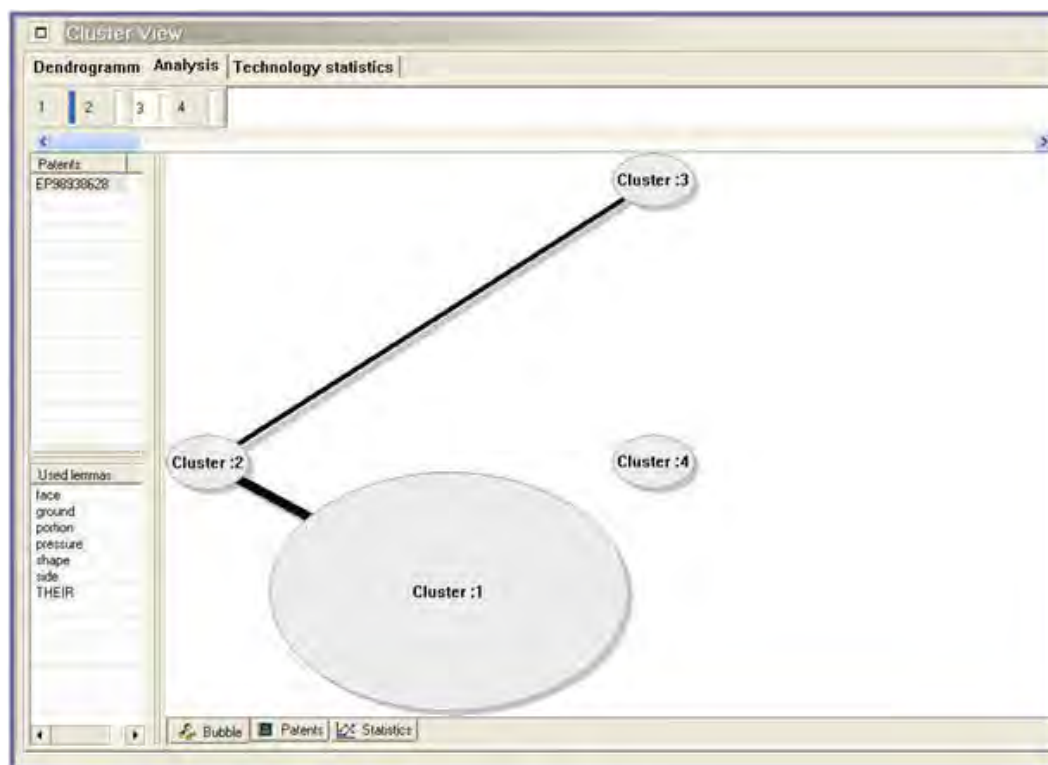 Cluster View
Dendrogramm Analysis Technology statistics
1 2 3 4
Patents
EP98938628
Cluster :3
Cluster :2
Cluster :4
Cluster :1
Used lemmas
face
ground
portion
pressure
shape
side
THEIR
Bubble Patents Statistics